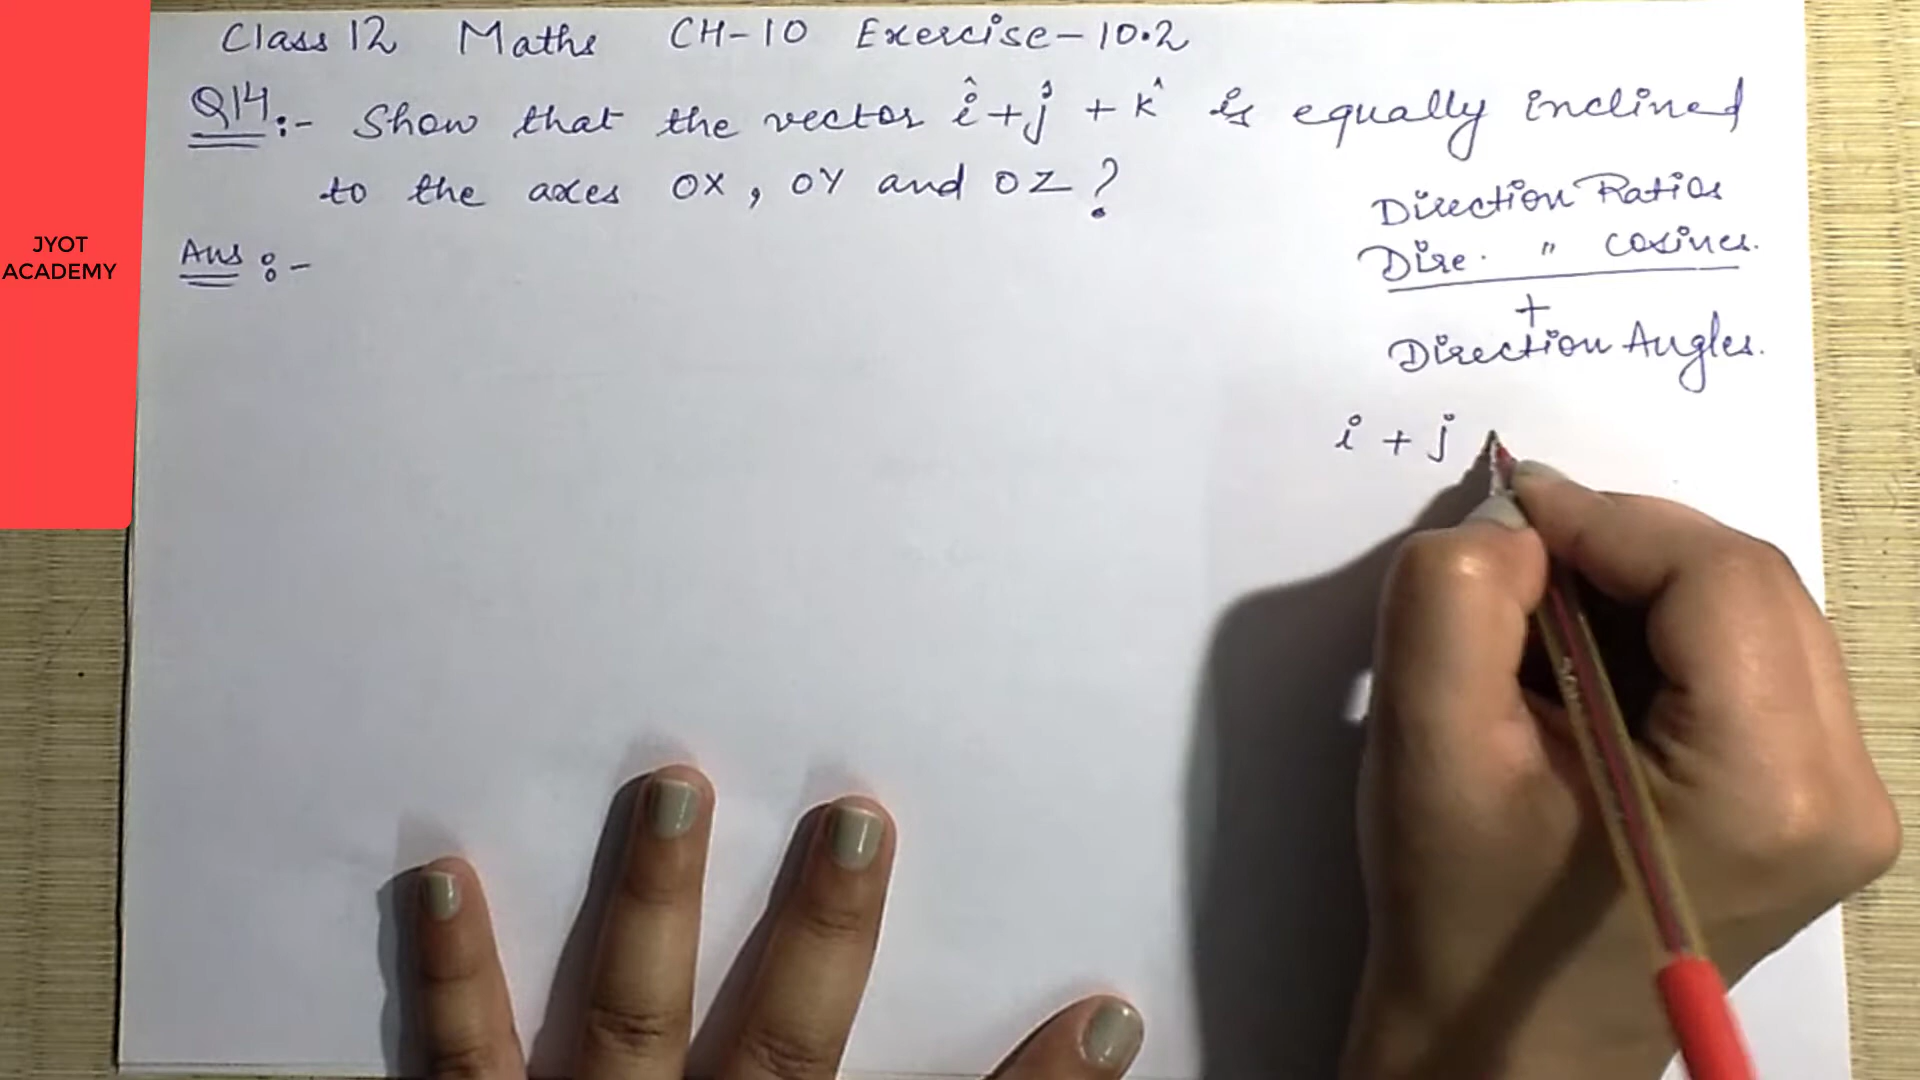 Class 12 Maths CH-10 Exercise-10.2
Q14:- Show that the vector î + ĵ + k̂ is equally inclined
to the axes OX, OY and OZ?
Ans:-
Direction Ratios
Dire. " cosines.
+
Direction Angles.
i + j
JYOT
ACADEMY